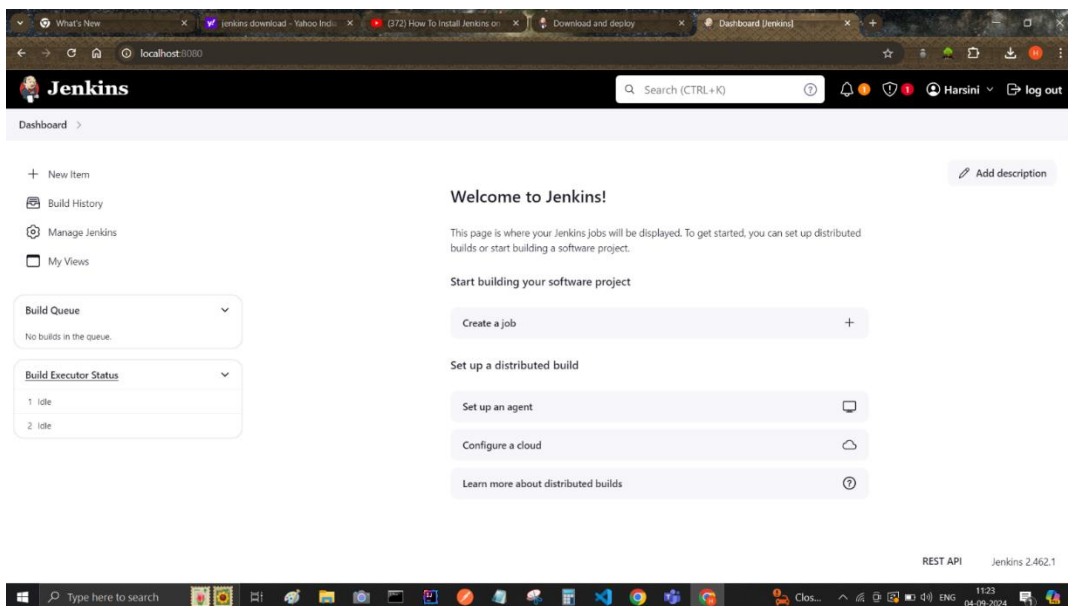 What's New
jenkins download - Yahoo Indi
(372) How To Install Jenkins on
Download and deploy
Dashboard [Jenkins]
localhost:8080
Jenkins
Search (CTRL+K)
1
1
Harsini
log out
Dashboard
New Item
Build History
Manage Jenkins
My Views
Build Queue
No builds in the queue.
Build Executor Status
1 Idle
2 Idle
Add description
Welcome to Jenkins!
This page is where your Jenkins jobs will be displayed. To get started, you can set up distributed
builds or start building a software project.
Start building your software project
Create a job
Set up a distributed build
Set up an agent
Configure a cloud
Learn more about distributed builds
REST API
Jenkins 2.462.1
Type here to search
Clos...
ENG
11:23
04-09-2024